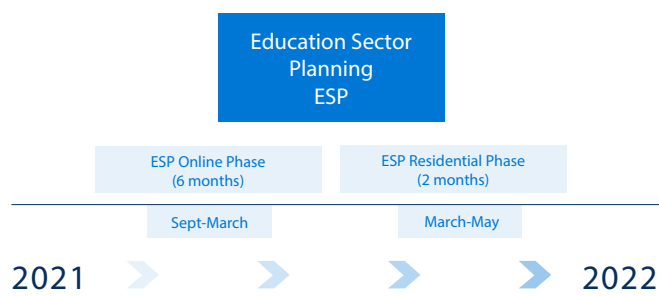 Education Sector
Planning
ESP
ESP Online Phase
(6 months)
ESP Residential Phase
(2 months)
Sept-March
March-May
2021
2022